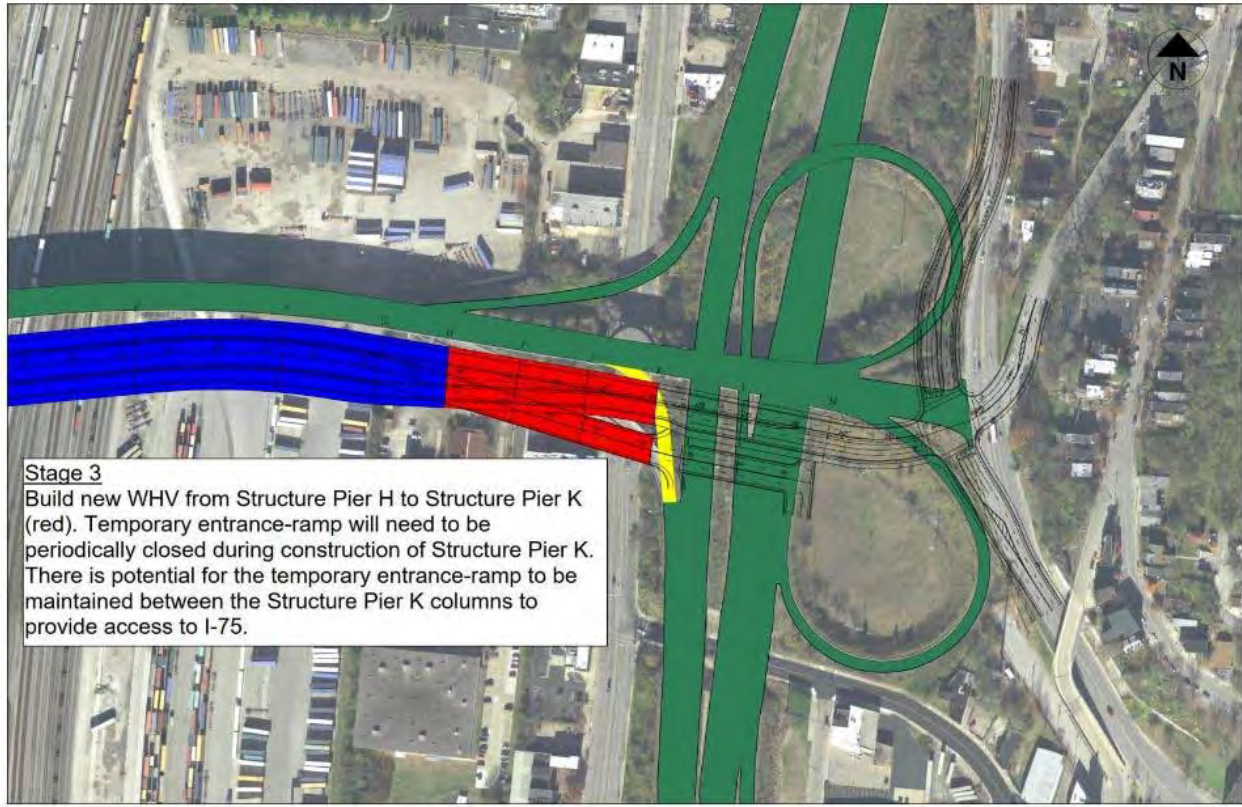 N
Stage 3
Build new WHV from Structure Pier H to Structure Pier K
(red). Temporary entrance-ramp will need to be
periodically closed during construction of Structure Pier K.
There is potential for the temporary entrance-ramp to be
maintained between the Structure Pier K columns to
provide access to I-75.